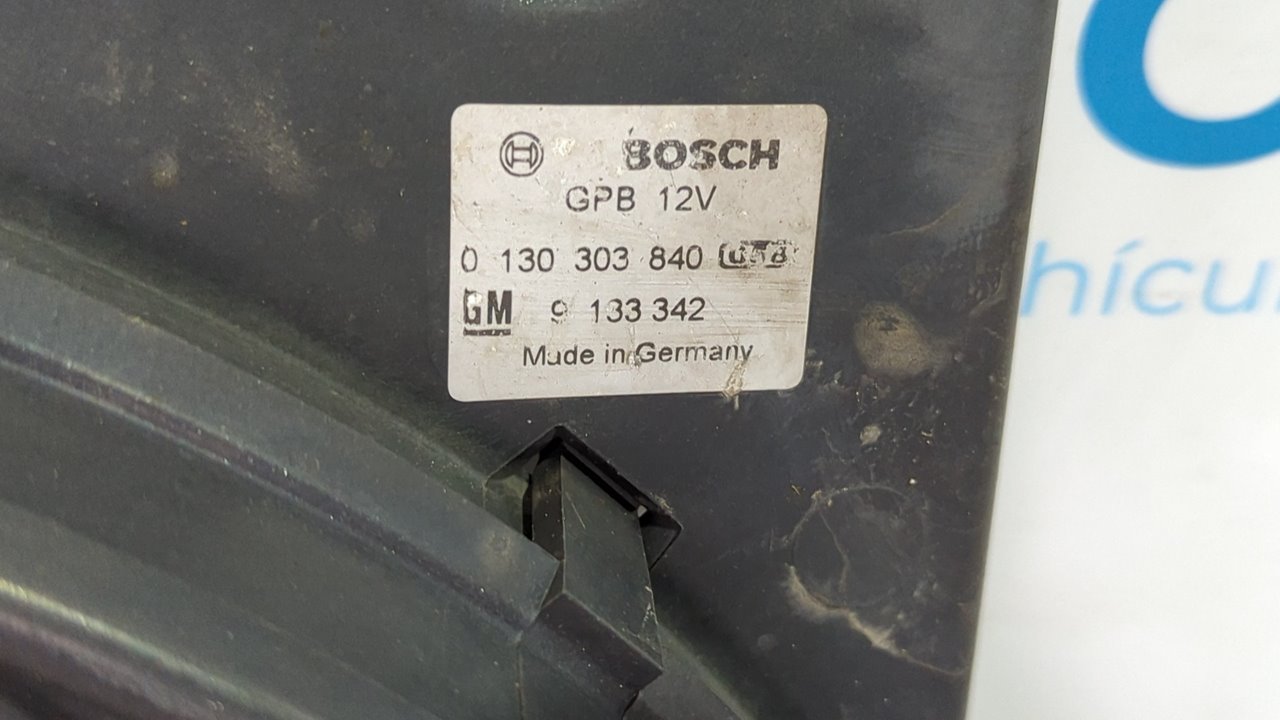 BOSCH
GPB 12V
0 130 303 840
GM 9 133 342
Made in Germany
hícu